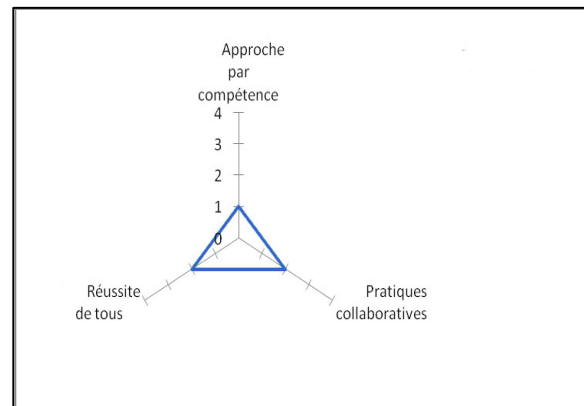 Approche
par
compétence
4
3
2
1
0
Réussite
de tous
Pratiques
collaboratives